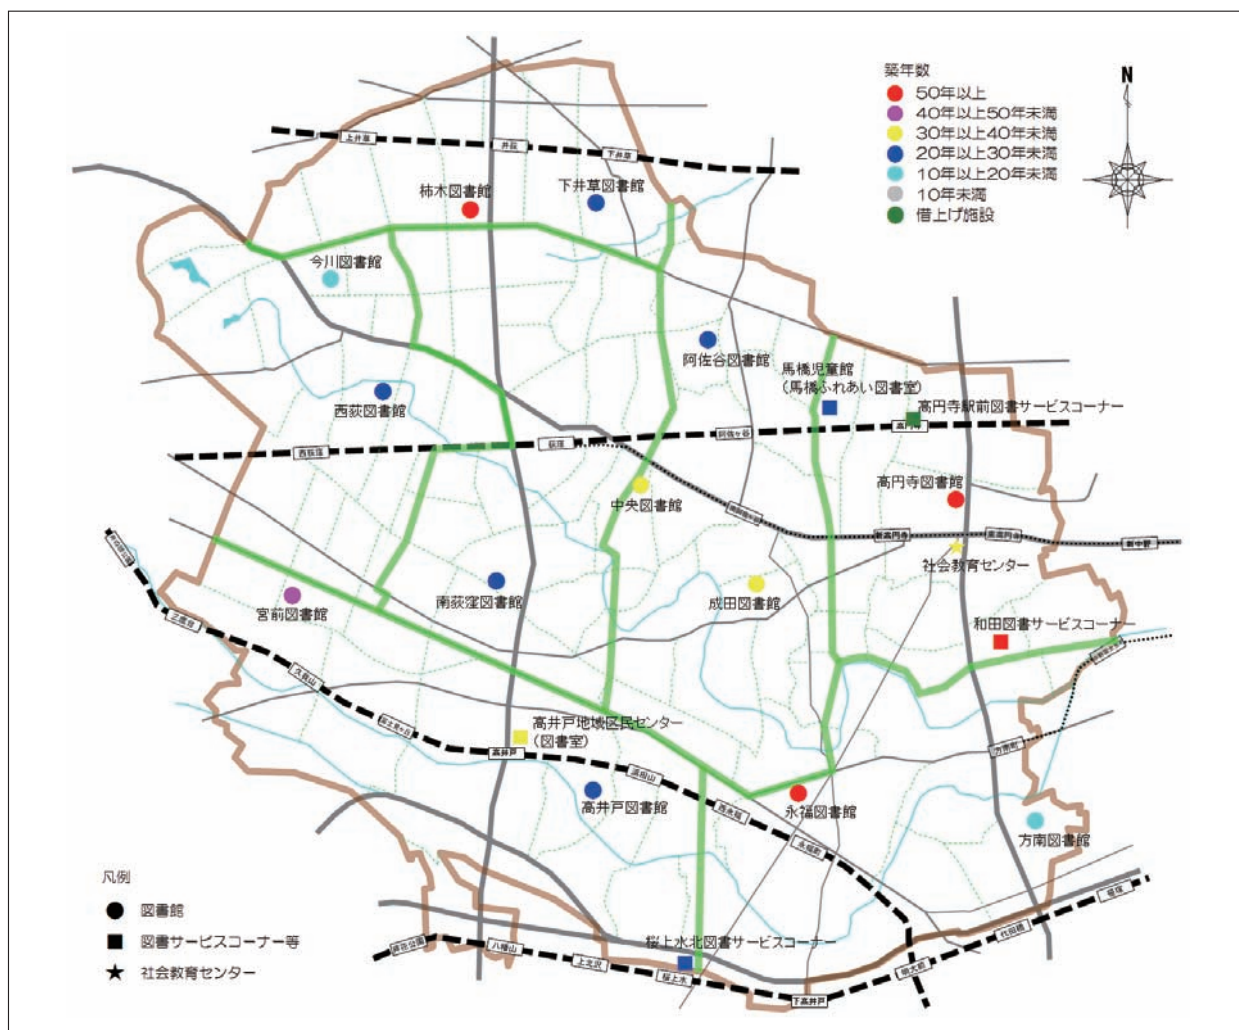 築年数
50年以上
40年以上50年未満
30年以上40年未満
20年以上30年未満
10年以上20年未満
10年未満
借上げ施設
N
上井草
井荻
下井草
柿木図書館
下井草図書館
今川図書館
阿佐谷図書館
馬橋児童館
（馬橋ふれあい図書室）
西荻図書館
高円寺駅前図書サービスコーナー
高円寺
阿佐ヶ谷
荻窪
西荻窪
高円寺図書館
中央図書館
南阿佐ヶ谷
新高円寺
東高円寺
新中野
社会教育センター
井の頭公園
南荻窪図書館
成田図書館
宮前図書館
三鷹台
和田図書サービスコーナー
久我山
富士見ヶ丘
高井戸地域区民センター
（図書室）
高井戸
方南町
浜田山
高井戸図書館
西永福
永福図書館
方南図書館
永福町
凡例
図書館
図書サービスコーナー等
社会教育センター
笹塚
代田橋
桜上水北図書サービスコーナー
芦花公園
八幡山
上北沢
桜上水
明大前
下高井戸